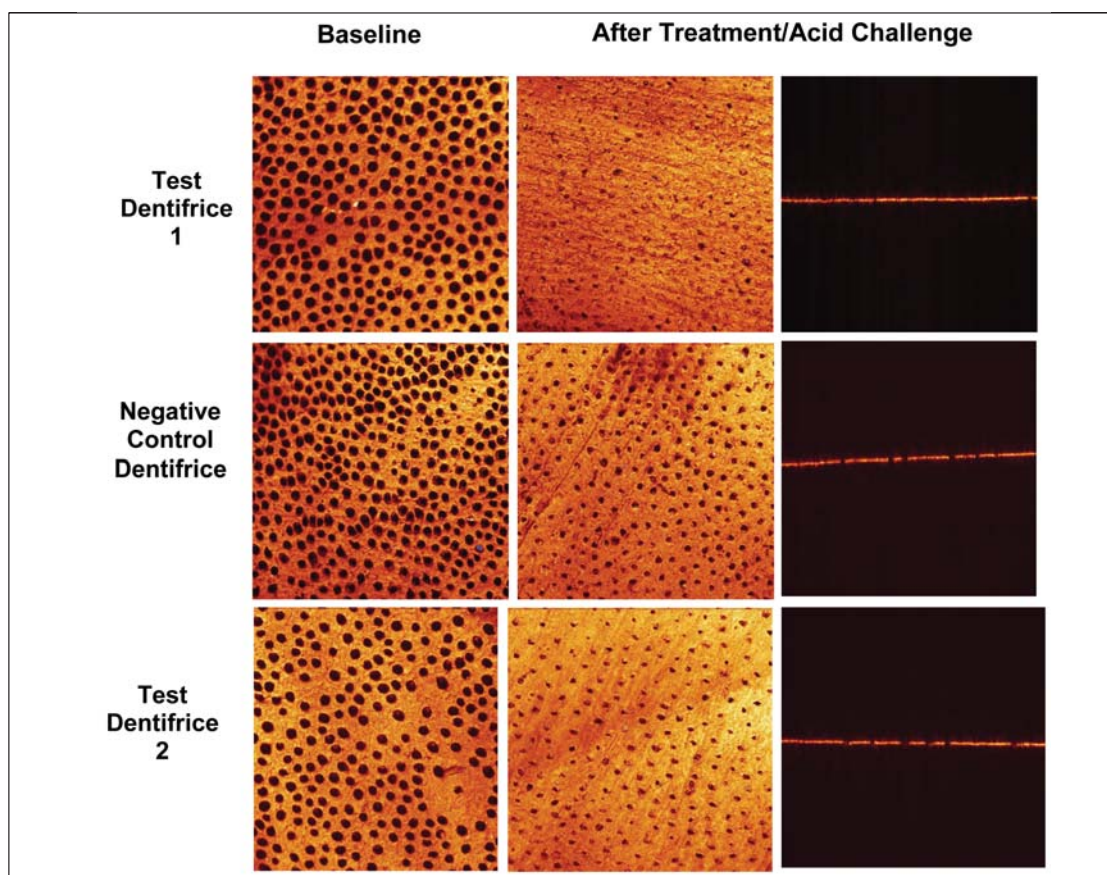 Baseline
After Treatment/Acid Challenge
Test
Dentifrice
1
Negative
Control
Dentifrice
Test
Dentifrice
2